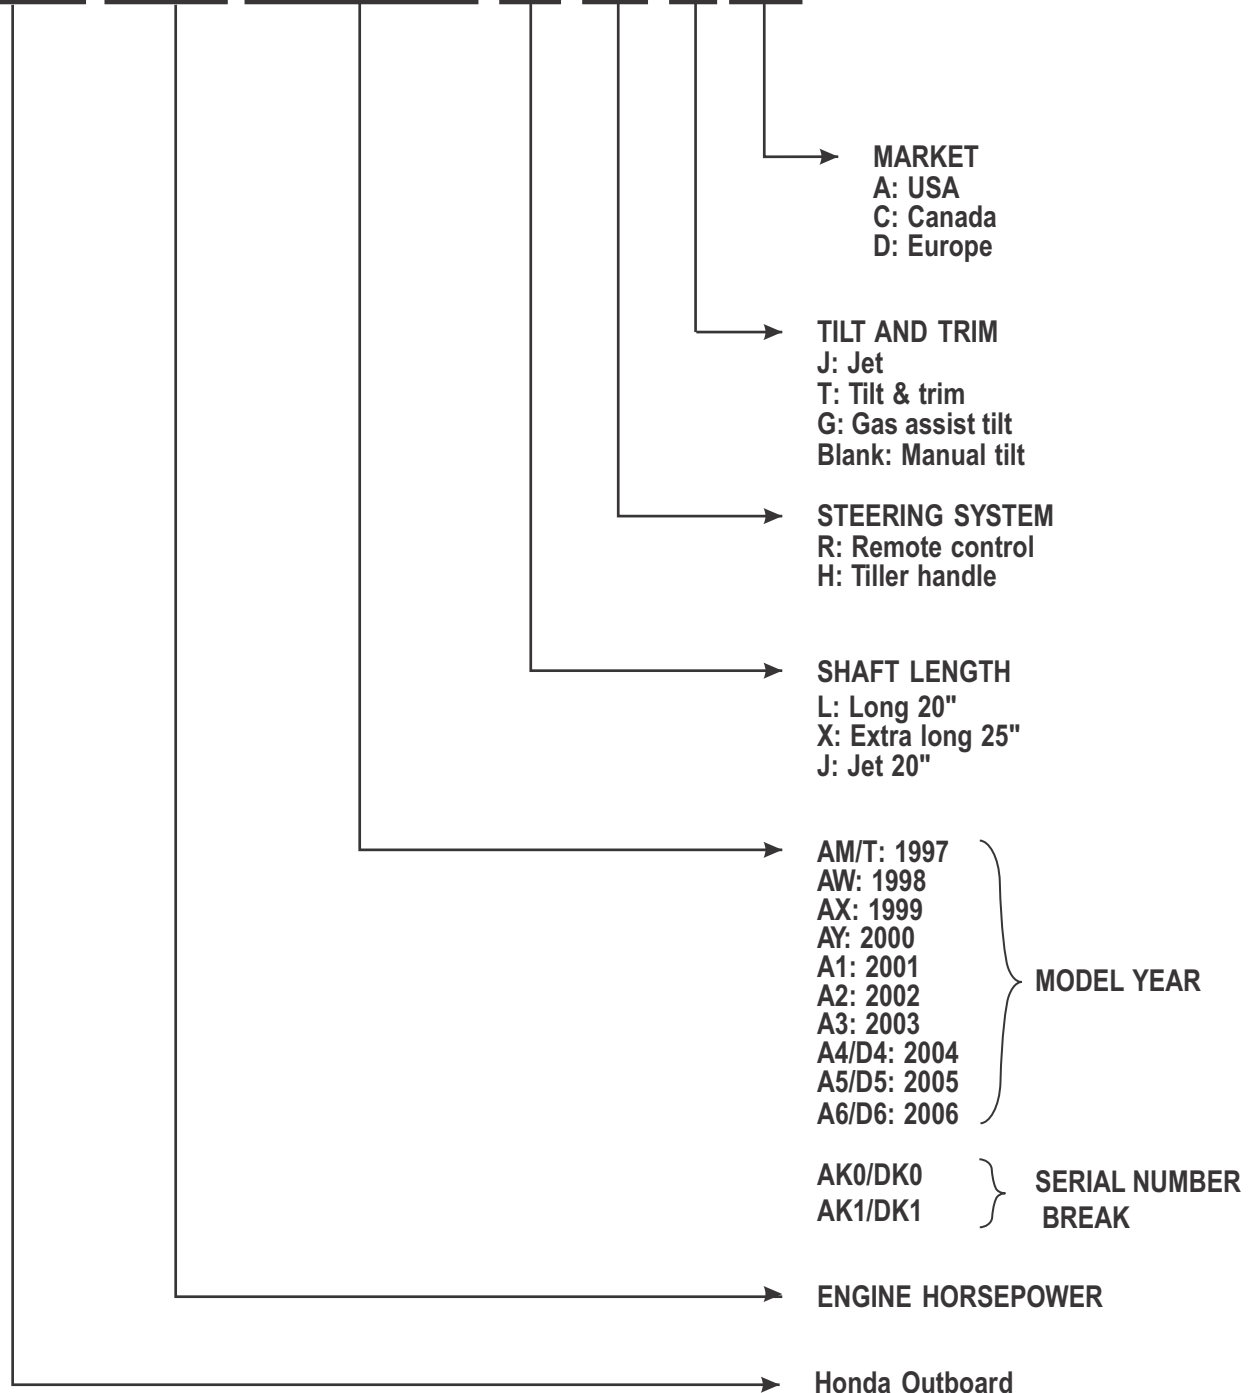 MARKET
A: USA
C: Canada
D: Europe
TILT AND TRIM
J: Jet
T: Tilt & trim
G: Gas assist tilt
Blank: Manual tilt
STEERING SYSTEM
R: Remote control
H: Tiller handle
SHAFT LENGTH
L: Long 20"
X: Extra long 25"
J: Jet 20"
AM/T: 1997
AW: 1998
AX: 1999
AY: 2000
A1: 2001
A2: 2002
A3: 2003
A4/D4: 2004
A5/D5: 2005
A6/D6: 2006
MODEL YEAR
AK0/DK0
AK1/DK1
SERIAL NUMBER
BREAK
ENGINE HORSEPOWER
Honda Outboard